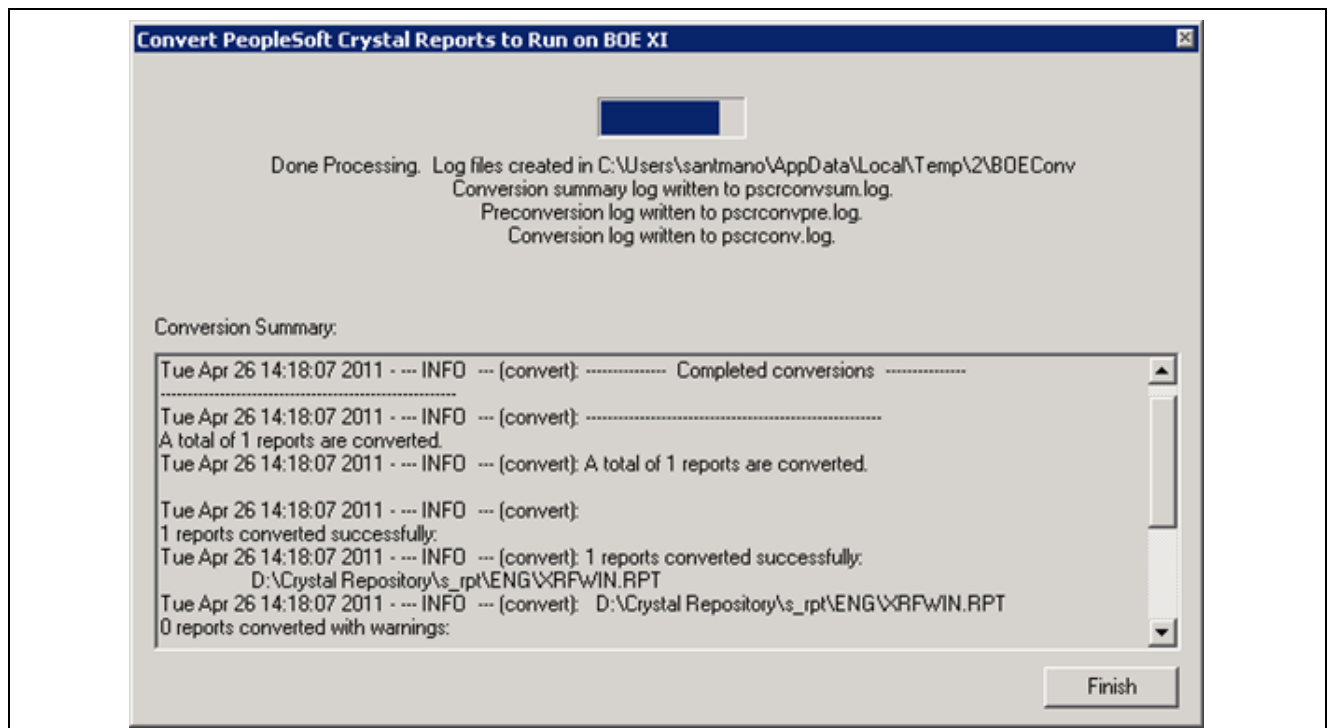 Convert PeopleSoft Crystal Reports to Run on BOE XI
Done Processing. Log files created in C:\Users\santmano\AppData\Local\Temp\2\BOEConv
Conversion summary log written to pscrconvsum.log.
Preconversion log written to pscrconvpre.log.
Conversion log written to pscrconv.log.
Conversion Summary:
Tue Apr 26 14:18:07 2011 - --- INFO --- (convert): --------------- Completed conversions ---------------
-------------------------------------------------------
Tue Apr 26 14:18:07 2011 - --- INFO --- (convert): -------------------------------------------------------
A total of 1 reports are converted.
Tue Apr 26 14:18:07 2011 - --- INFO --- (convert): A total of 1 reports are converted.
Tue Apr 26 14:18:07 2011 - --- INFO --- (convert):
1 reports converted successfully:
Tue Apr 26 14:18:07 2011 - --- INFO --- (convert): 1 reports converted successfully:
D:\Crystal Repository\s_rpt\ENG\XRFWIN.RPT
Tue Apr 26 14:18:07 2011 - --- INFO --- (convert): D:\Crystal Repository\s_rpt\ENG\XRFWIN.RPT
0 reports converted with warnings:
Finish